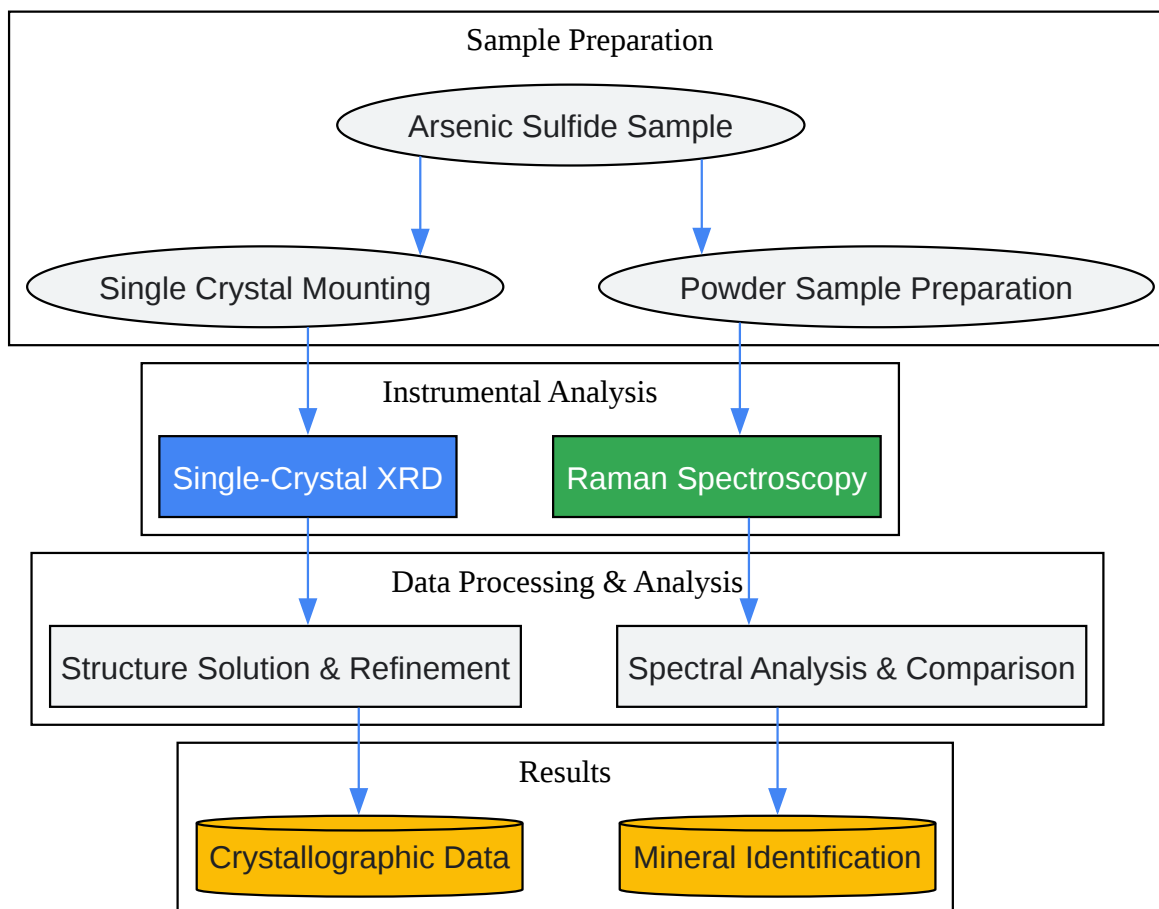 Sample Preparation
Arsenic Sulfide Sample
Single Crystal Mounting
Powder Sample Preparation
Instrumental Analysis
Single-Crystal XRD
Raman Spectroscopy
Data Processing & Analysis
Structure Solution & Refinement
Spectral Analysis & Comparison
Results
Crystallographic Data
Mineral Identification